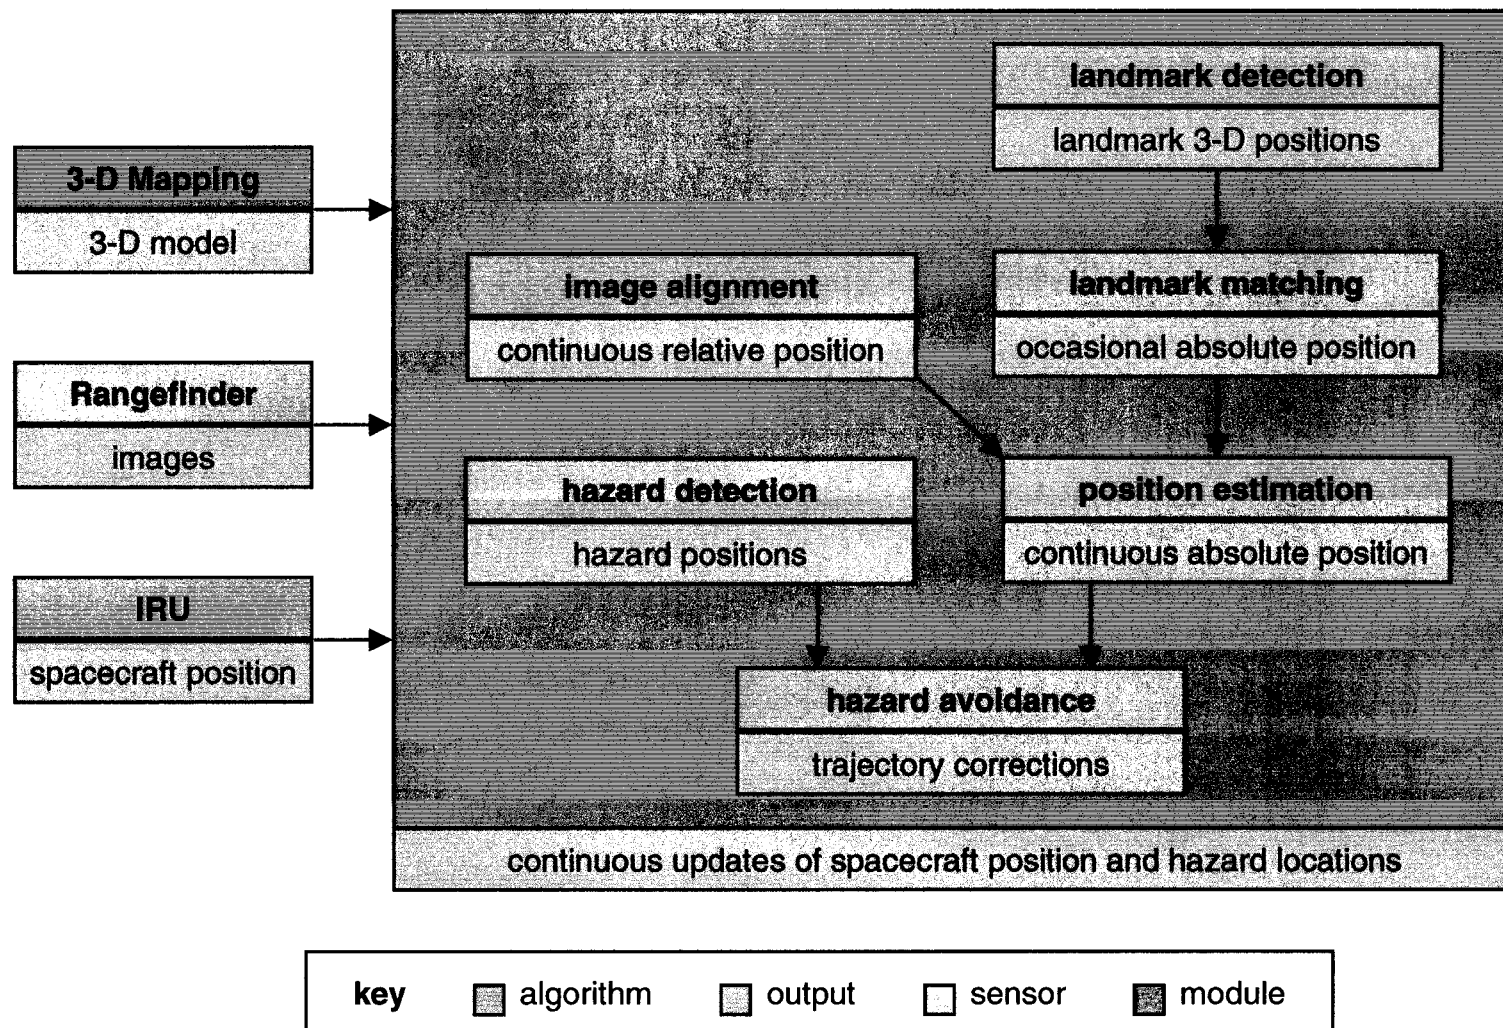 landmark detection
landmark 3-D positions
3-D Mapping
3-D model
image alignment
continuous relative position
landmark matching
occasional absolute position
Rangefinder
images
hazard detection
hazard positions
position estimation
continuous absolute position
IRU
spacecraft position
hazard avoidance
trajectory corrections
continuous updates of spacecraft position and hazard locations
key algorithm output sensor module